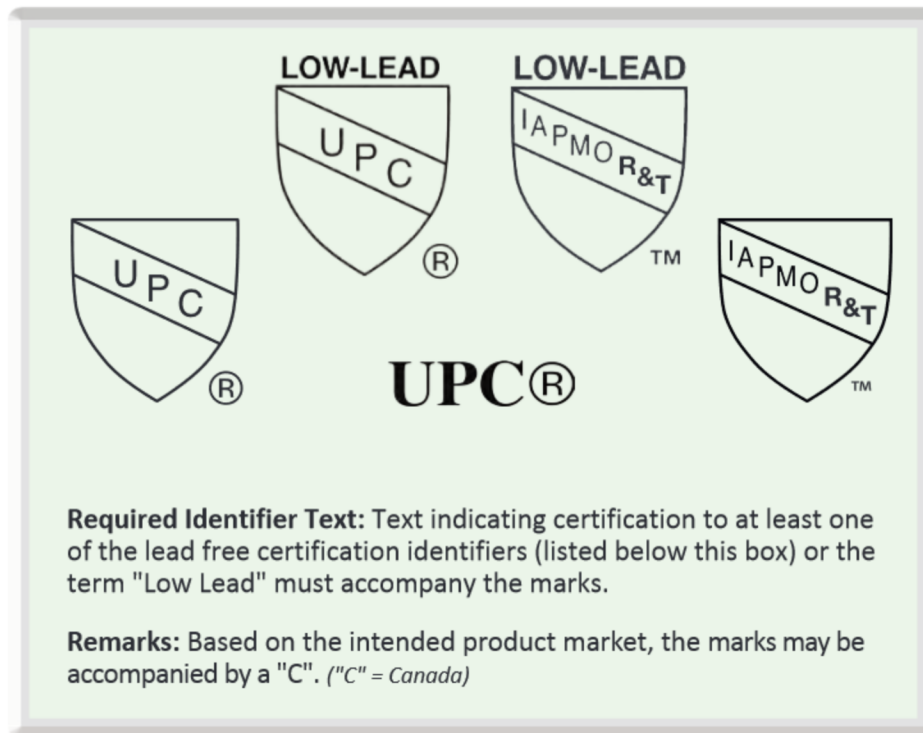 LOW-LEAD
UPC
®
LOW-LEAD
IAPMO R&T
TM
UPC
®
UPC®
IAPMO R&T
TM
Required Identifier Text: Text indicating certification to at least one
of the lead free certification identifiers (listed below this box) or the
term "Low Lead" must accompany the marks.
Remarks: Based on the intended product market, the marks may be
accompanied by a "C". ("C" = Canada)